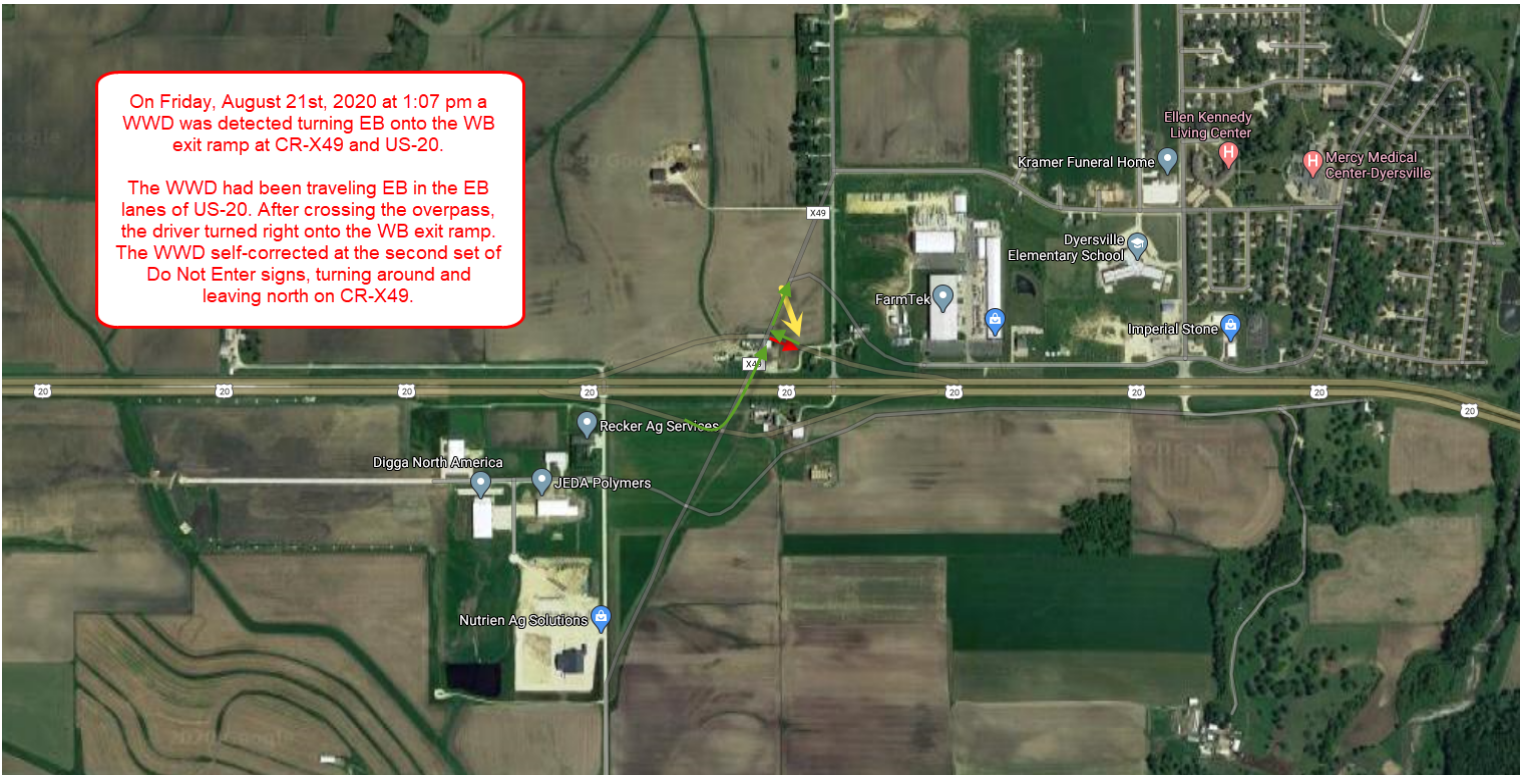 On Friday, August 21st, 2020 at 1:07 pm a
WWD was detected turning EB onto the WB
exit ramp at CR-X49 and US-20.
The WWD had been traveling EB in the EB
lanes of US-20. After crossing the overpass,
the driver turned right onto the WB exit ramp.
The WWD self-corrected at the second set of
Do Not Enter signs, turning around and
leaving north on CR-X49.
Ellen Kennedy
Living Center
Kramer Funeral Home
H
H
Mercy Medical
Center-Dyersville
X49
Dyersville
Elementary School
FarmTek
Imperial Stone
X49
20
20
20
20
20
20
20
20
20
Recker Ag Services
Digga North America
JEDA Polymers
Nutrien Ag Solutions
2020 Google